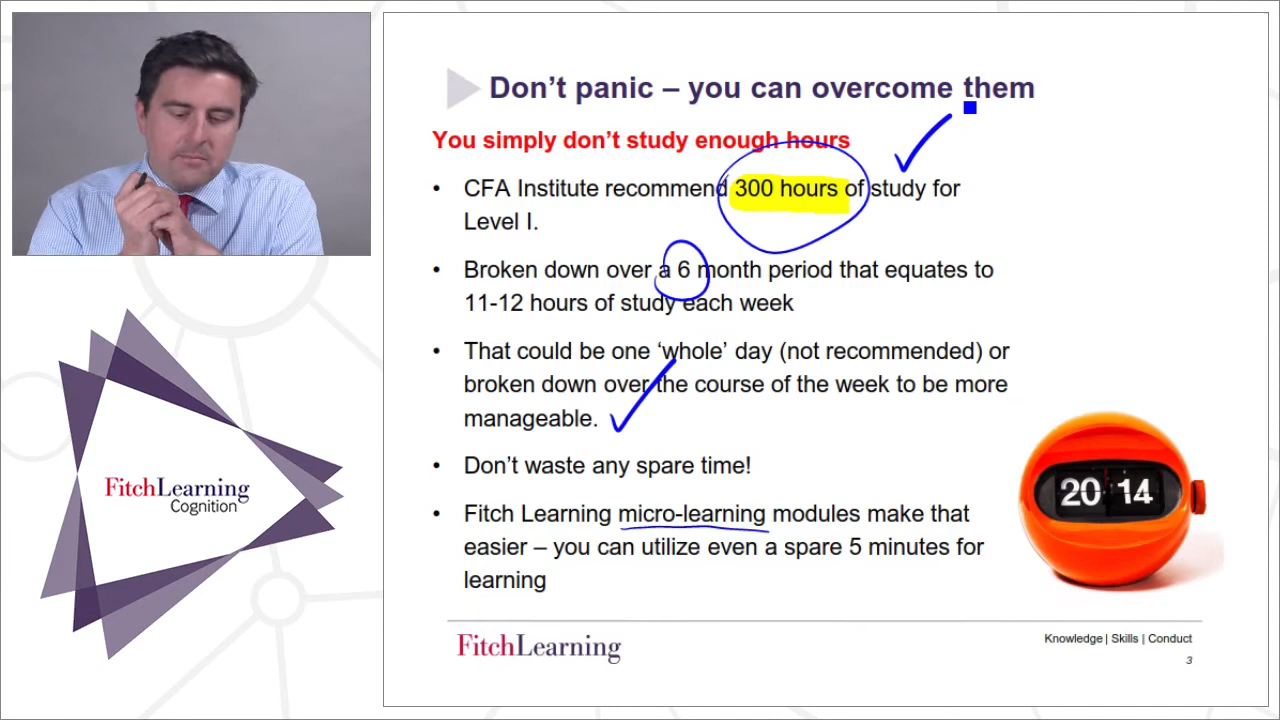 Don't panic – you can overcome them
You simply don't study enough hours
• CFA Institute recommend 300 hours of study for
Level I.
• Broken down over a 6 month period that equates to
11-12 hours of study each week
• That could be one 'whole' day (not recommended) or
broken down over the course of the week to be more
manageable.
• Don't waste any spare time!
• Fitch Learning micro-learning modules make that
easier – you can utilize even a spare 5 minutes for
learning
20 14
FitchLearning
Knowledge | Skills | Conduct
3
FitchLearning
Cognition